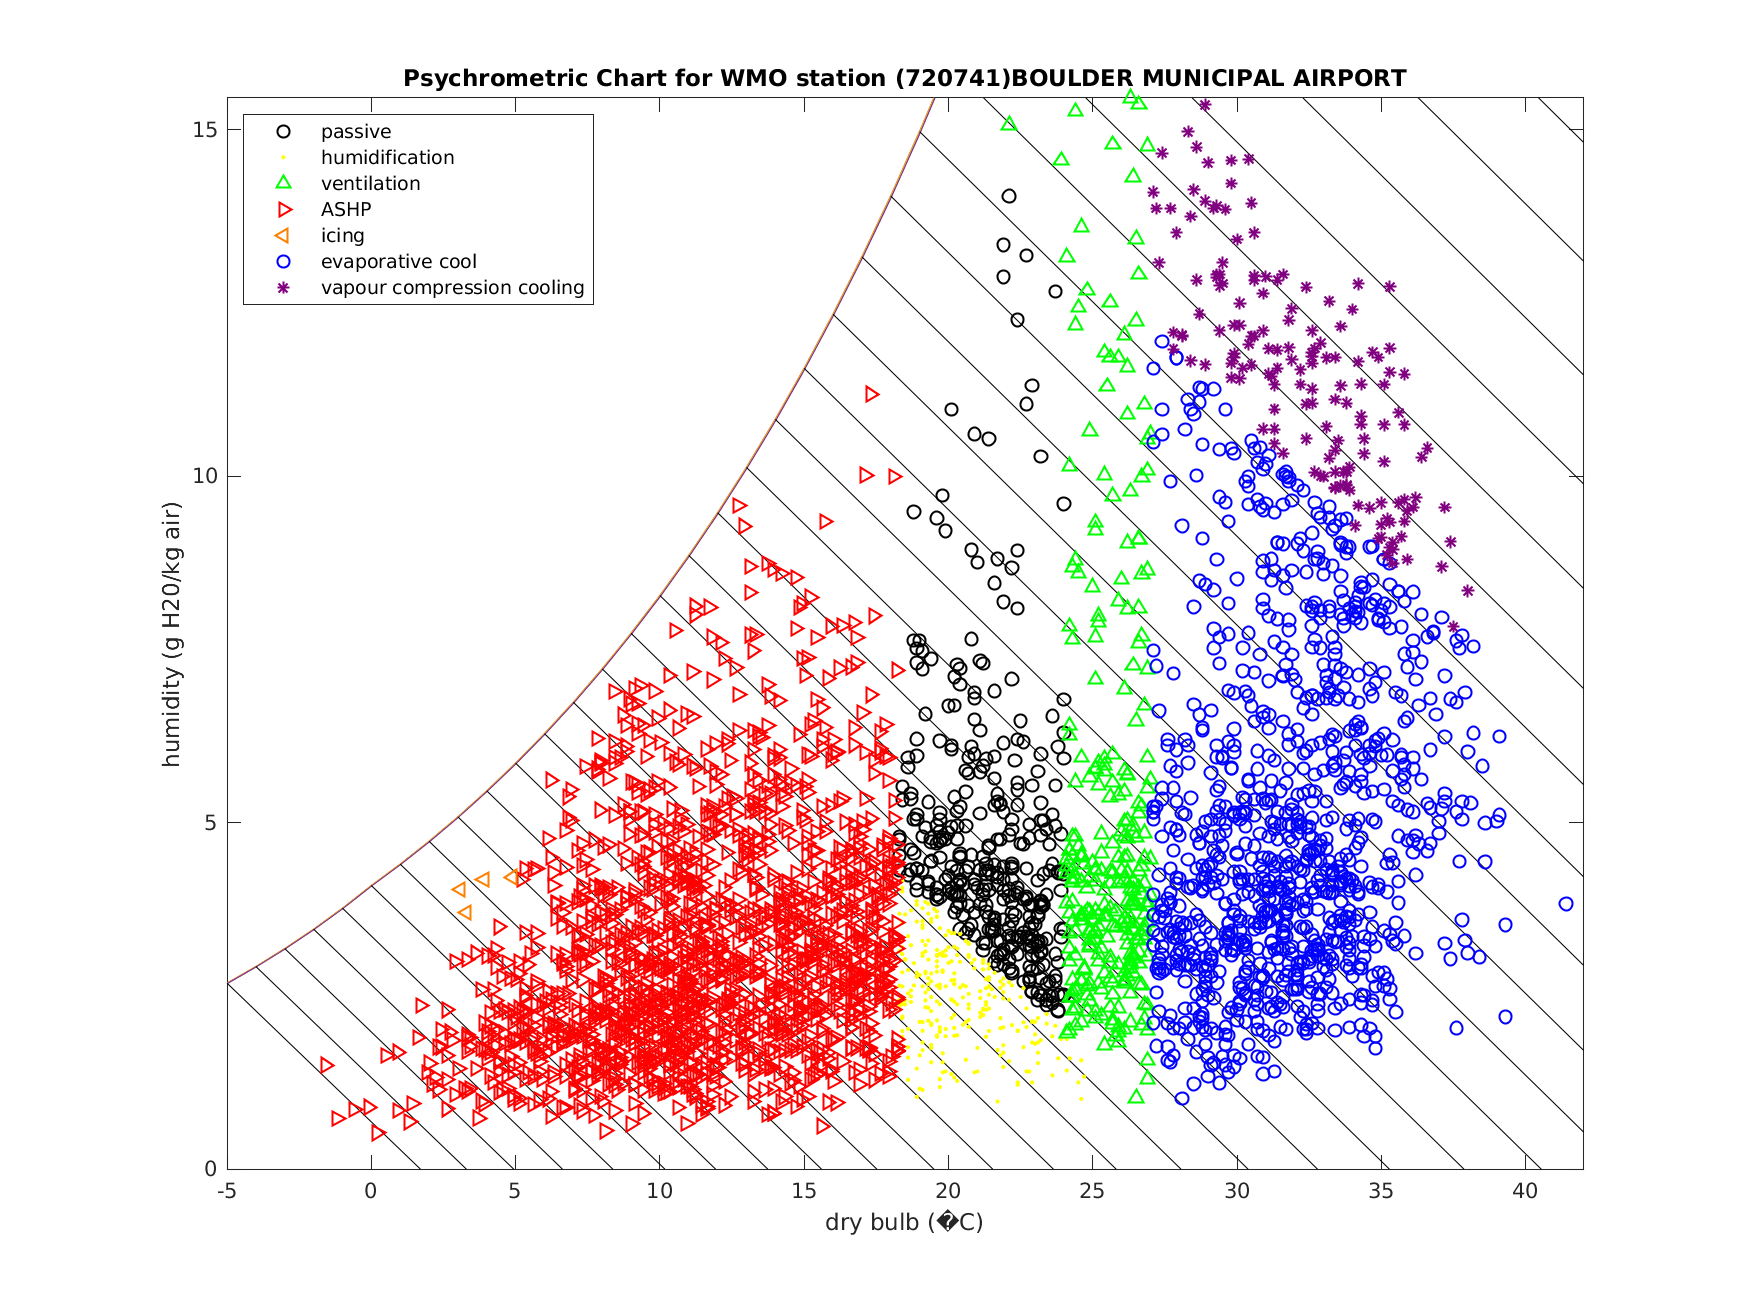 Psychrometric Chart for WMO station (720741)BOULDER MUNICIPAL AIRPORT
passive
humidification
ventilation
ASHP
icing
evaporative cool
vapour compression cooling
humidity (g H20/kg air)
15
10
5
0
-5 0 5 10 15 20 25 30 35 40
dry bulb (�C)